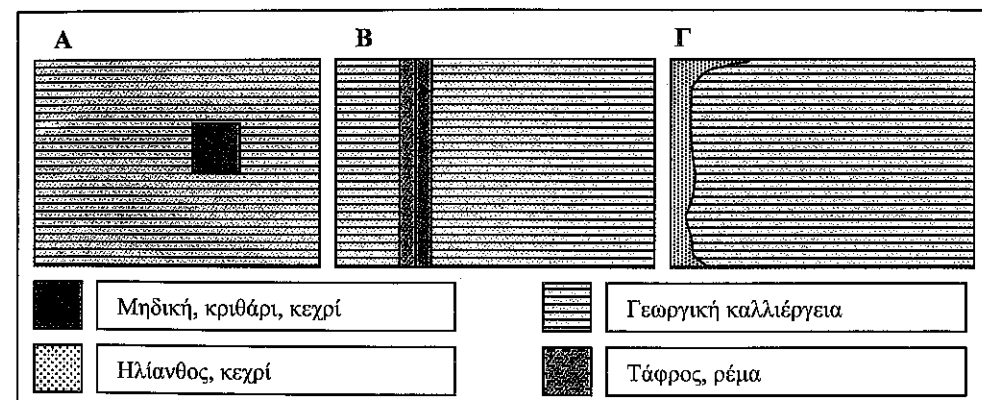 Α Β Γ
Μηδική, κριθάρι, κεχρί
Γεωργική καλλιέργεια
Ηλίανθος, κεχρί
Τάφρος, ρέμα